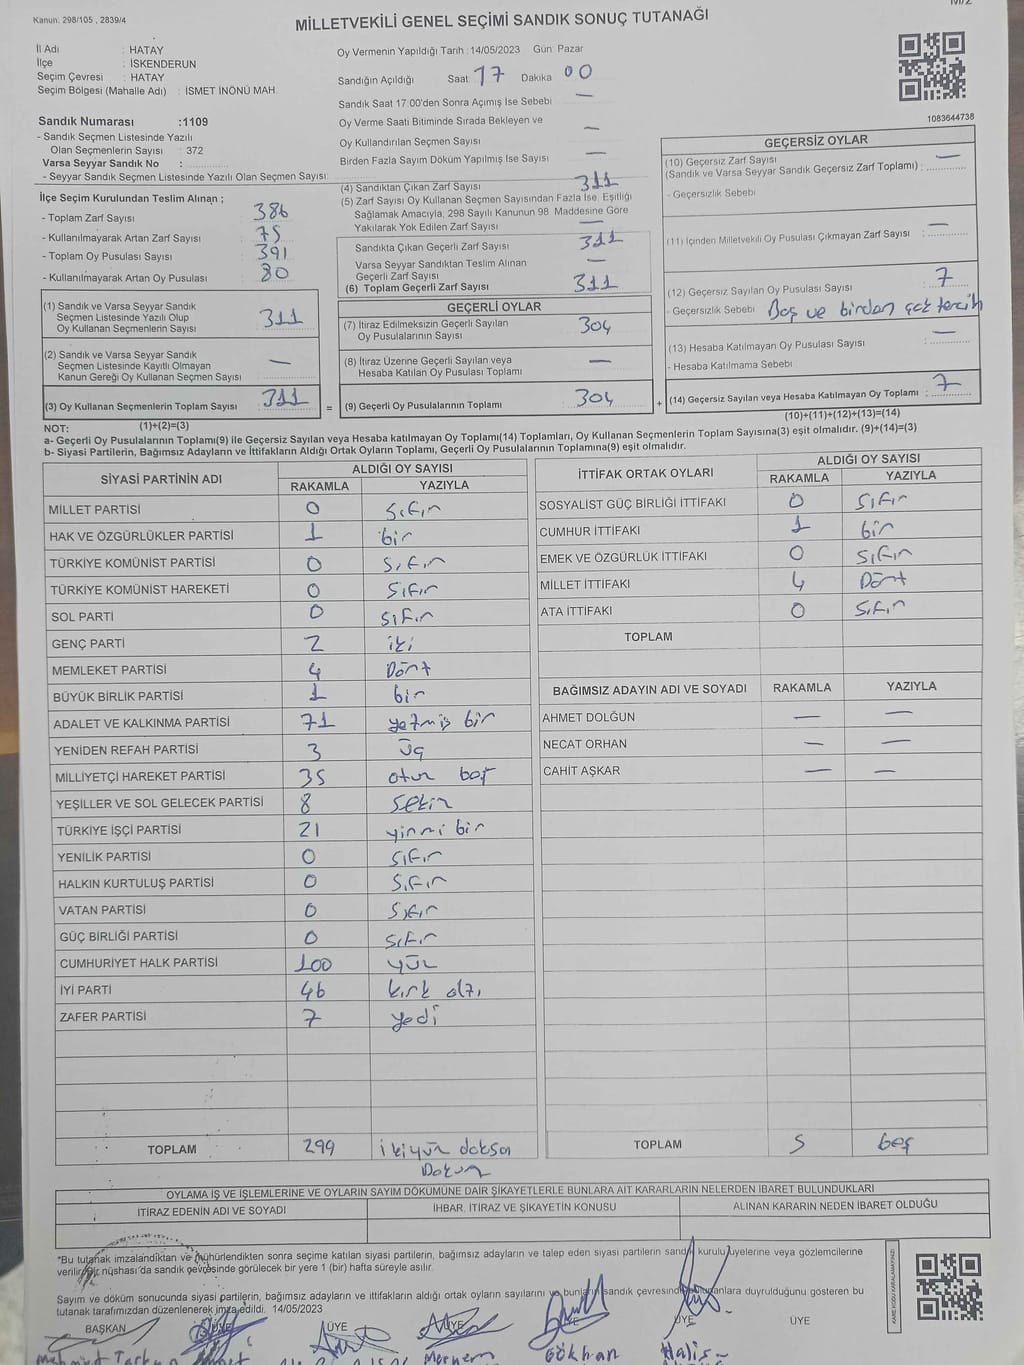 Kanun: 298/105 , 2839/4
MİLLETVEKİLİ GENEL SEÇİMİ SANDIK SONUÇ TUTANAĞI
İl Adı : HATAY
İlçe : İSKENDERUN
Seçim Çevresi : HATAY
Seçim Bölgesi (Mahalle Adı) : İSMET İNÖNÜ MAH.
Sandık Numarası :1109
- Sandık Seçmen Listesinde Yazılı
Olan Seçmenlerin Sayısı : 372
Varsa Seyyar Sandık No :
- Seyyar Sandık Seçmen Listesinde Yazılı Olan Seçmen Sayısı:
Oy Vermenin Yapıldığı Tarih :14/05/2023 Gün: Pazar
Sandığın Açıldığı Saat 17 Dakika 00
Sandık Saat 17:00'den Sonra Açımış İse Sebebi —
Oy Verme Saati Bitiminde Sırada Bekleyen ve
Oy Kullandırılan Seçmen Sayısı —
Birden Fazla Sayım Döküm Yapılmış İse Sayısı —
1083644738
İlçe Seçim Kurulundan Teslim Alınan ;
- Toplam Zarf Sayısı 386
- Kullanılmayarak Artan Zarf Sayısı 75
- Toplam Oy Pusulası Sayısı 391
- Kullanılmayarak Artan Oy Pusulası 80
(4) Sandıktan Çıkan Zarf Sayısı 311
(5) Zarf Sayısı Oy Kullanan Seçmen Sayısından Fazla İse, Eşitliği
Sağlamak Amacıyla, 298 Sayılı Kanunun 98. Maddesine Göre
Yakılarak Yok Edilen Zarf Sayısı —
Sandıkta Çıkan Geçerli Zarf Sayısı 311
Varsa Seyyar Sandıktan Teslim Alınan
Geçerli Zarf Sayısı —
(6) Toplam Geçerli Zarf Sayısı 311
GEÇERSİZ OYLAR
(10) Geçersiz Zarf Sayısı
(Sandık ve Varsa Seyyar Sandık Geçersiz Zarf Toplamı) : —
- Geçersizlik Sebebi
(11) İçinden Milletvekili Oy Pusulası Çıkmayan Zarf Sayısı —
(12) Geçersiz Sayılan Oy Pusulası Sayısı 7
- Geçersizlik Sebebi Boş ve birden çok tercih
(13) Hesaba Katılmayan Oy Pusulası Sayısı —
- Hesaba Katılmama Sebebi
(14) Geçersiz Sayılan veya Hesaba Katılmayan Oy Toplamı : 7
(10)+(11)+(12)+(13)=(14)
(1) Sandık ve Varsa Seyyar Sandık
Seçmen Listesinde Yazılı Olup
Oy Kullanan Seçmenlerin Sayısı 311
(2) Sandık ve Varsa Seyyar Sandık
Seçmen Listesinde Kayıtlı Olmayan
Kanun Gereği Oy Kullanan Seçmen Sayısı —
(3) Oy Kullanan Seçmenlerin Toplam Sayısı 311 =
GEÇERLİ OYLAR
(7) İtiraz Edilmeksizin Geçerli Sayılan
Oy Pusulalarının Sayısı 304
(8) İtiraz Üzerine Geçerli Sayılan veya
Hesaba Katılan Oy Pusulası Toplamı —
(9) Geçerli Oy Pusulalarının Toplamı 304 +
NOT: (1)+(2)=(3)
a- Geçerli Oy Pusulalarının Toplamı(9) ile Geçersiz Sayılan veya Hesaba katılmayan Oy Toplamı(14) Toplamları, Oy Kullanan Seçmenlerin Toplam Sayısına(3) eşit olmalıdır. (9)+(14)=(3)
b- Siyasi Partilerin, Bağımsız Adayların ve İttifakların Aldığı Ortak Oyların Toplamı, Geçerli Oy Pusulalarının Toplamına(9) eşit olmalıdır.
SİYASİ PARTİNİN ADI ALDIĞI OY SAYISI
RAKAMLA YAZIYLA
MİLLET PARTİSİ 0 sıfır
HAK VE ÖZGÜRLÜKLER PARTİSİ 1 bir
TÜRKİYE KOMÜNİST PARTİSİ 0 sıfır
TÜRKİYE KOMÜNİST HAREKETİ 0 sıfır
SOL PARTİ 0 sıfır
GENÇ PARTİ 2 iki
MEMLEKET PARTİSİ 4 Dört
BÜYÜK BİRLİK PARTİSİ 1 bir
ADALET VE KALKINMA PARTİSİ 71 yetmiş bir
YENİDEN REFAH PARTİSİ 3 üç
MİLLİYETÇİ HAREKET PARTİSİ 35 otuz beş
YEŞİLLER VE SOL GELECEK PARTİSİ 8 sekiz
TÜRKİYE İŞÇİ PARTİSİ 21 yirmi bir
YENİLİK PARTİSİ 0 sıfır
HALKIN KURTULUŞ PARTİSİ 0 sıfır
VATAN PARTİSİ 0 sıfır
GÜÇ BİRLİĞİ PARTİSİ 0 sıfır
CUMHURİYET HALK PARTİSİ 100 yüz
İYİ PARTİ 46 kırk altı
ZAFER PARTİSİ 7 yedi
TOPLAM 299 ikiyüz doksan
Dokuz
İTTİFAK ORTAK OYLARI ALDIĞI OY SAYISI
RAKAMLA YAZIYLA
SOSYALİST GÜÇ BİRLİĞİ İTTİFAKI 0 sıfır
CUMHUR İTTİFAKI 1 bir
EMEK VE ÖZGÜRLÜK İTTİFAKI 0 sıfır
MİLLET İTTİFAKI 4 Dört
ATA İTTİFAKI 0 sıfır
TOPLAM
BAĞIMSIZ ADAYIN ADI VE SOYADI RAKAMLA YAZIYLA
AHMET DOLĞUN — —
NECAT ORHAN — —
CAHİT AŞKAR — —
TOPLAM 5 beş
OYLAMA İŞ VE İŞLEMLERİNE VE OYLARIN SAYIM DÖKÜMÜNE DAİR ŞİKAYETLERLE BUNLARA AİT KARARLARIN NELERDEN İBARET BULUNDUKLARI
İTİRAZ EDENİN ADI VE SOYADI İHBAR, İTİRAZ VE ŞİKAYETİN KONUSU ALINAN KARARIN NEDEN İBARET OLDUĞU
*Bu tutanak imzalandıktan ve mühürlendikten sonra seçime katılan siyasi partilerin, bağımsız adayların ve talep eden siyasi partilerin sandık kurulu üyelerine veya gözlemcilerine
verilir. Bir nüshası da sandık çevresinde görülecek bir yere 1 (bir) hafta süreyle asılır.
Sayım ve döküm sonucunda siyasi partilerin, bağımsız adayların ve ittifakların aldığı ortak oyların sayılarını ve bunların sandık çevresinde bulunanlara duyrulduğunu gösteren bu
tutanak tarafımızdan düzenlenerek imza edildi. 14/05/2023
BAŞKAN ÜYE ÜYE ÜYE ÜYE ÜYE ÜYE
Meryem Gökhan Halis